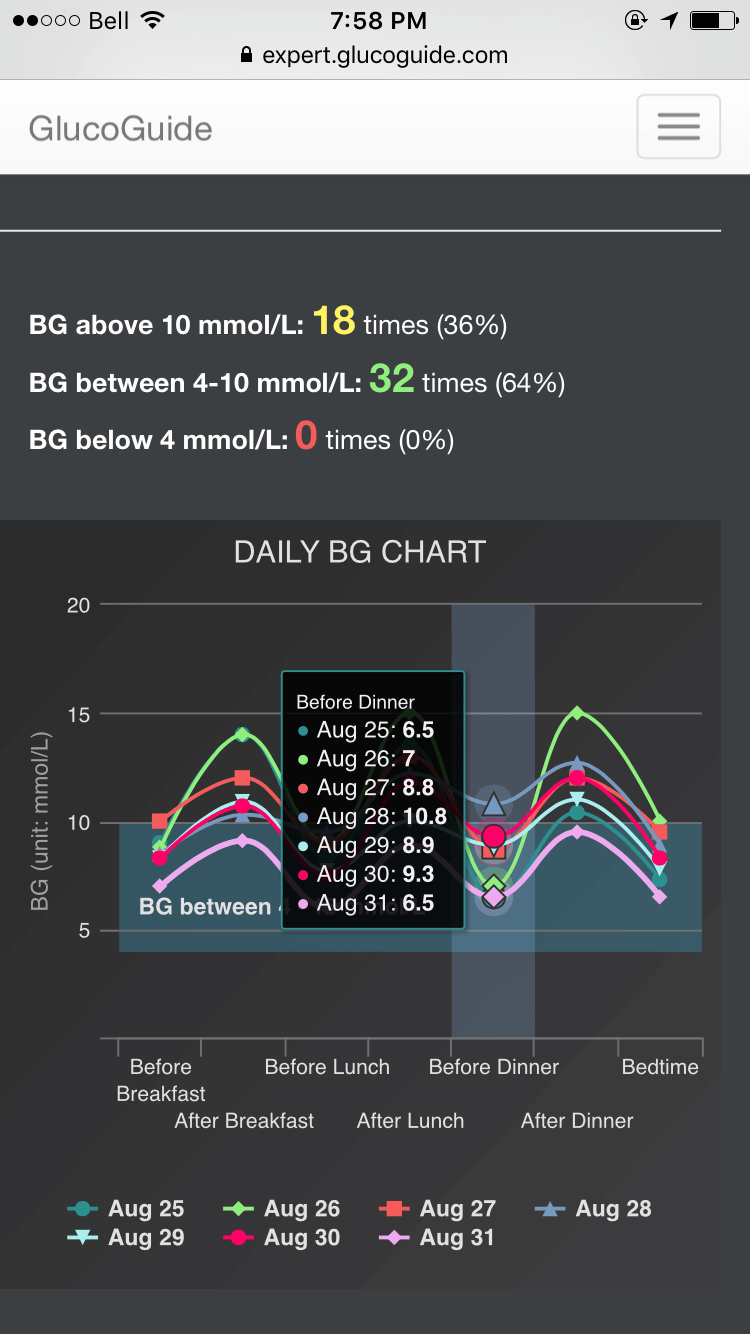 Bell 7:58 PM
expert.glucoguide.com
GlucoGuide
BG above 10 mmol/L: 18 times (36%)
BG between 4-10 mmol/L: 32 times (64%)
BG below 4 mmol/L: 0 times (0%)
DAILY BG CHART
BG (unit: mmol/L)
20
15
10
5
Before Dinner
Aug 25: 6.5
Aug 26: 7
Aug 27: 8.8
Aug 28: 10.8
Aug 29: 8.9
Aug 30: 9.3
Aug 31: 6.5
BG between 4
Before Breakfast
After Breakfast
Before Lunch
After Lunch
Before Dinner
After Dinner
Bedtime
Aug 25 Aug 26 Aug 27 Aug 28
Aug 29 Aug 30 Aug 31